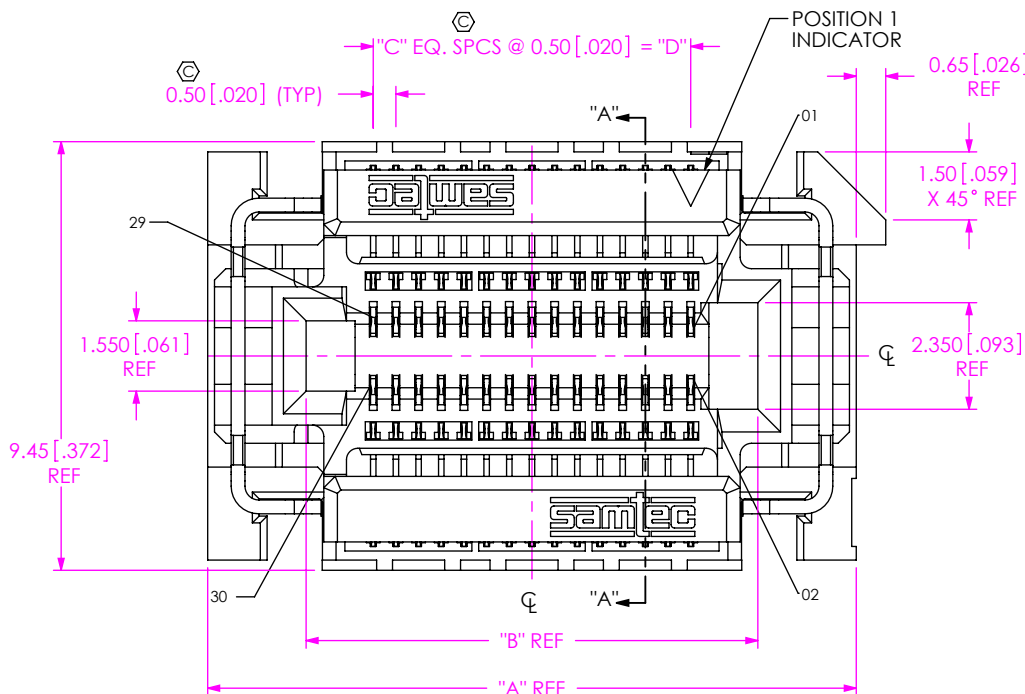 Ⓒ
"C" EQ. SPCS @ 0.50 [.020] = "D"
POSITION 1
INDICATOR
Ⓒ
0.50 [.020] (TYP)
0.65 [.026]
REF
"A"
01
1.50 [.059]
X 45° REF
samtec
29
1.550 [.061]
REF
℄
2.350 [.093]
REF
9.45 [.372]
REF
samtec
30
℄
"A"
02
"B" REF
"A" REF